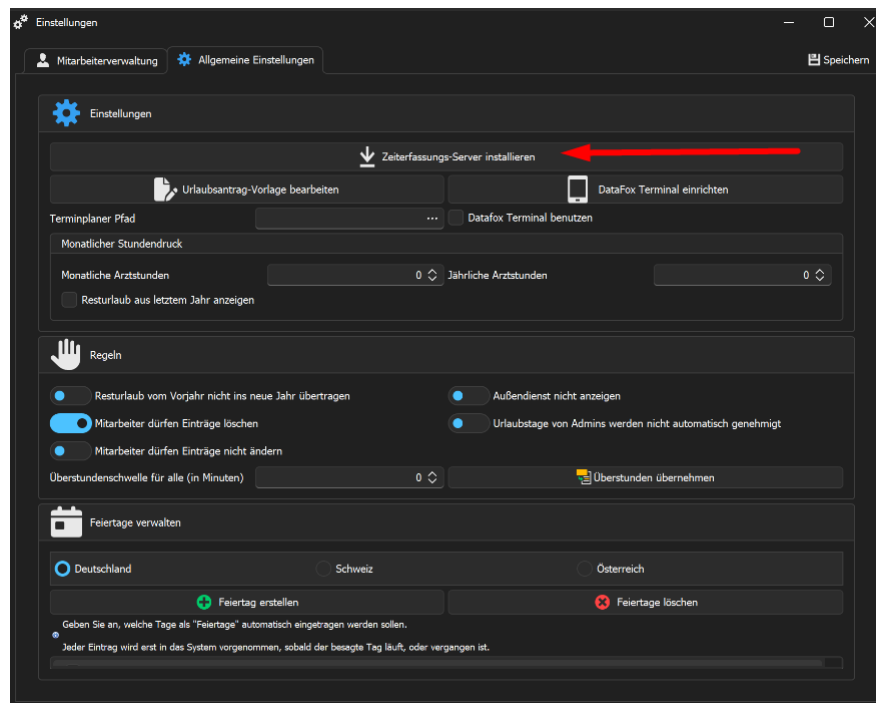 Einstellungen
Mitarbeiterverwaltung Allgemeine Einstellungen Speichern
Einstellungen
Zeiterfassungs-Server installieren
Urlaubsantrag-Vorlage bearbeiten DataFox Terminal einrichten
Terminplaner Pfad ... Datafox Terminal benutzen
Monatlicher Stundendruck
Monatliche Arztstunden 0 Jährliche Arztstunden 0
Resturlaub aus letztem Jahr anzeigen
Regeln
Resturlaub vom Vorjahr nicht ins neue Jahr übertragen Außendienst nicht anzeigen
Mitarbeiter dürfen Einträge löschen Urlaubstage von Admins werden nicht automatisch genehmigt
Mitarbeiter dürfen Einträge nicht ändern
Überstundenschwelle für alle (in Minuten) 0 Überstunden übernehmen
Feiertage verwalten
Deutschland Schweiz Österreich
Feiertag erstellen Feiertage löschen
Geben Sie an, welche Tage als "Feiertage" automatisch eingetragen werden sollen.
Jeder Eintrag wird erst in das System vorgenommen, sobald der besagte Tag läuft, oder vergangen ist.